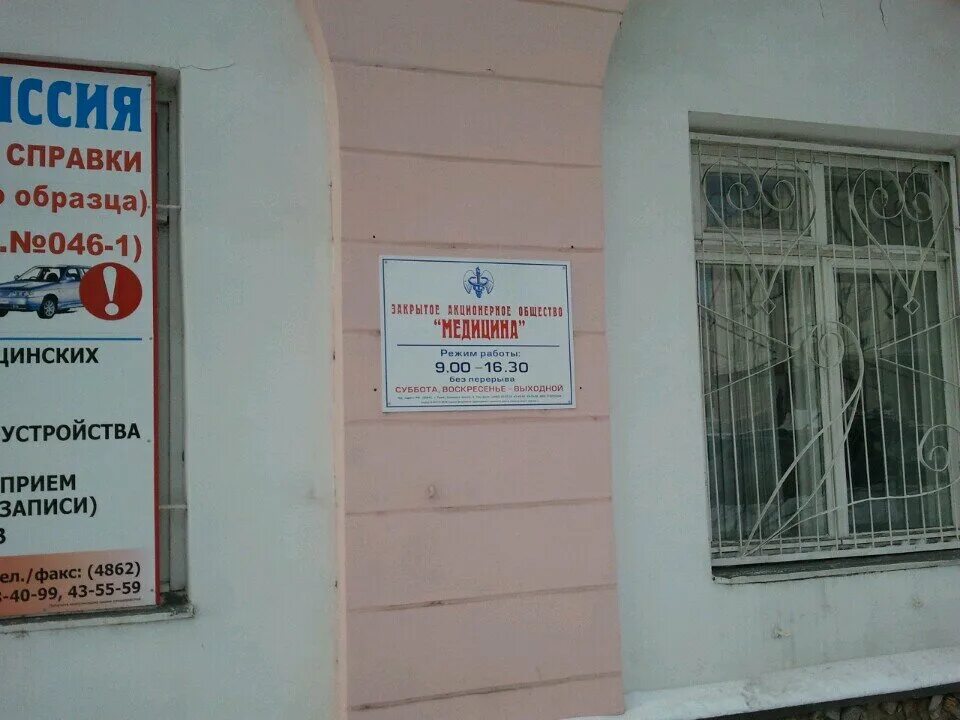 ИССИЯ
СПРАВКИ
о образца)
.№046-1)
ЦИНСКИХ
УСТРОЙСТВА
ПРИЕМ
ЗАПИСИ)
ел./факс: (4862)
-40-99, 43-55-59
ЗАКРЫТОЕ АКЦИОНЕРНОЕ ОБЩЕСТВО
"МЕДИЦИНА"
Режим работы:
9.00 -16.30
без перерыва
СУББОТА, ВОСКРЕСЕНЬЕ - ВЫХОДНОЙ